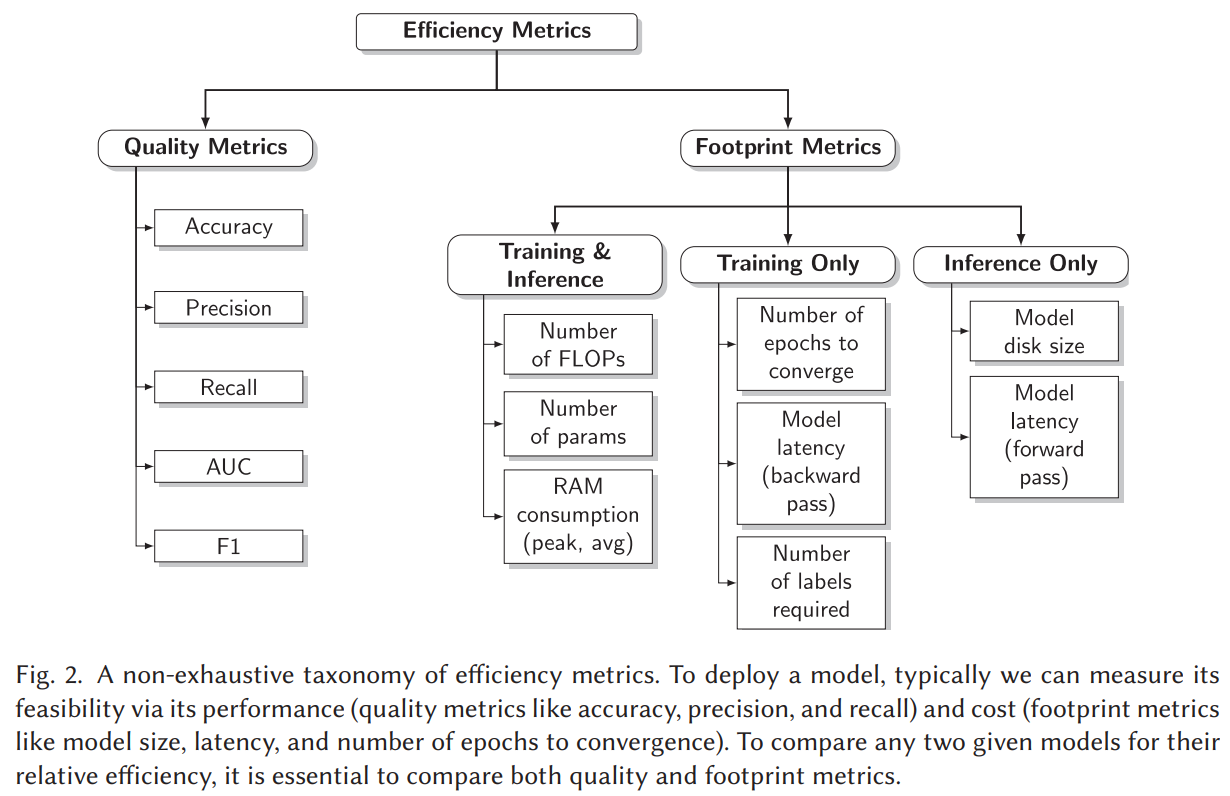 Efficiency Metrics
Quality Metrics
Accuracy
Precision
Recall
AUC
F1
Footprint Metrics
Training &
Inference
Number
of FLOPs
Number
of params
RAM
consumption
(peak, avg)
Training Only
Number of
epochs to
converge
Model
latency
(backward
pass)
Number
of labels
required
Inference Only
Model
disk size
Model
latency
(forward
pass)
Fig. 2. A non-exhaustive taxonomy of efficiency metrics. To deploy a model, typically we can measure its
feasibility via its performance (quality metrics like accuracy, precision, and recall) and cost (footprint metrics
like model size, latency, and number of epochs to convergence). To compare any two given models for their
relative efficiency, it is essential to compare both quality and footprint metrics.